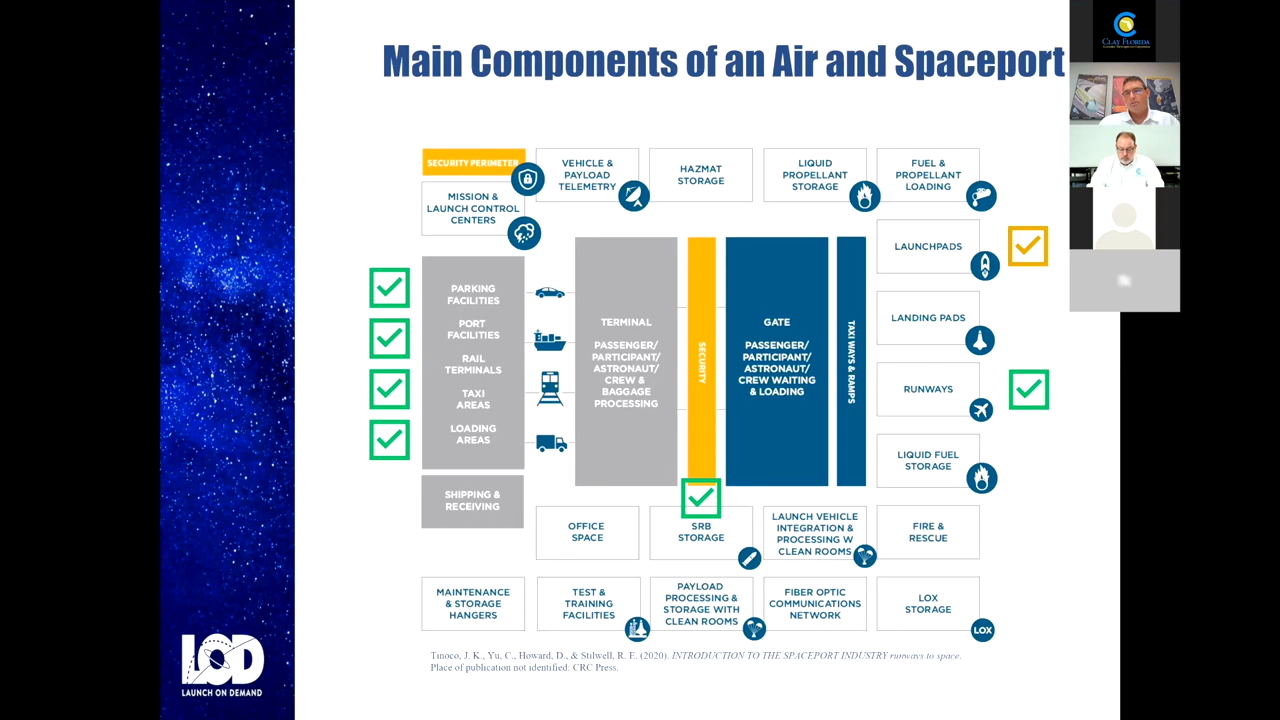 Main Components of an Air and Spaceport
CLAY FLORIDA
SECURITY PERIMETER
MISSION &
LAUNCH CONTROL
CENTERS
VEHICLE &
PAYLOAD
TELEMETRY
HAZMAT
STORAGE
LIQUID
PROPELLANT
STORAGE
FUEL &
PROPELLANT
LOADING
PARKING
FACILITIES
PORT
FACILITIES
RAIL
TERMINALS
TAXI
AREAS
LOADING
AREAS
SHIPPING &
RECEIVING
TERMINAL
PASSENGER/
PARTICIPANT/
ASTRONAUT/
CREW &
BAGGAGE
PROCESSING
SECURITY
GATE
PASSENGER/
PARTICIPANT/
ASTRONAUT/
CREW WAITING
& LOADING
TAXI WAYS & RAMPS
LAUNCHPADS
LANDING PADS
RUNWAYS
LIQUID FUEL
STORAGE
OFFICE
SPACE
SRB
STORAGE
LAUNCH VEHICLE
INTEGRATION &
PROCESSING W
CLEAN ROOMS
FIRE &
RESCUE
MAINTENANCE
& STORAGE
HANGERS
TEST &
TRAINING
FACILITIES
PAYLOAD
PROCESSING &
STORAGE WITH
CLEAN ROOMS
FIBER OPTIC
COMMUNICATIONS
NETWORK
LOX
STORAGE
LOX
Tinoco, J. K., Yu, C., Howard, D., & Stilwell, R. E. (2020). INTRODUCTION TO THE SPACEPORT INDUSTRY runways to space.
Place of publication not identified: CRC Press.
LOD
LAUNCH ON DEMAND